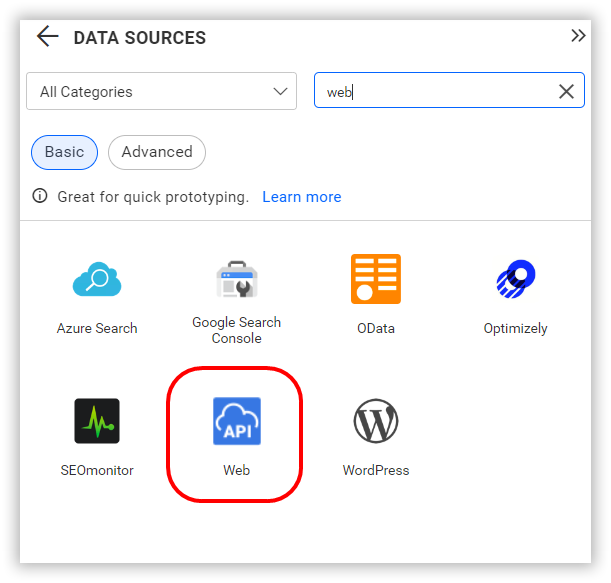 DATA SOURCES
All Categories
web
Basic
Advanced
Great for quick prototyping. Learn more
Azure Search
Google Search
Console
OData
Optimizely
SEOmonitor
API
Web
WordPress